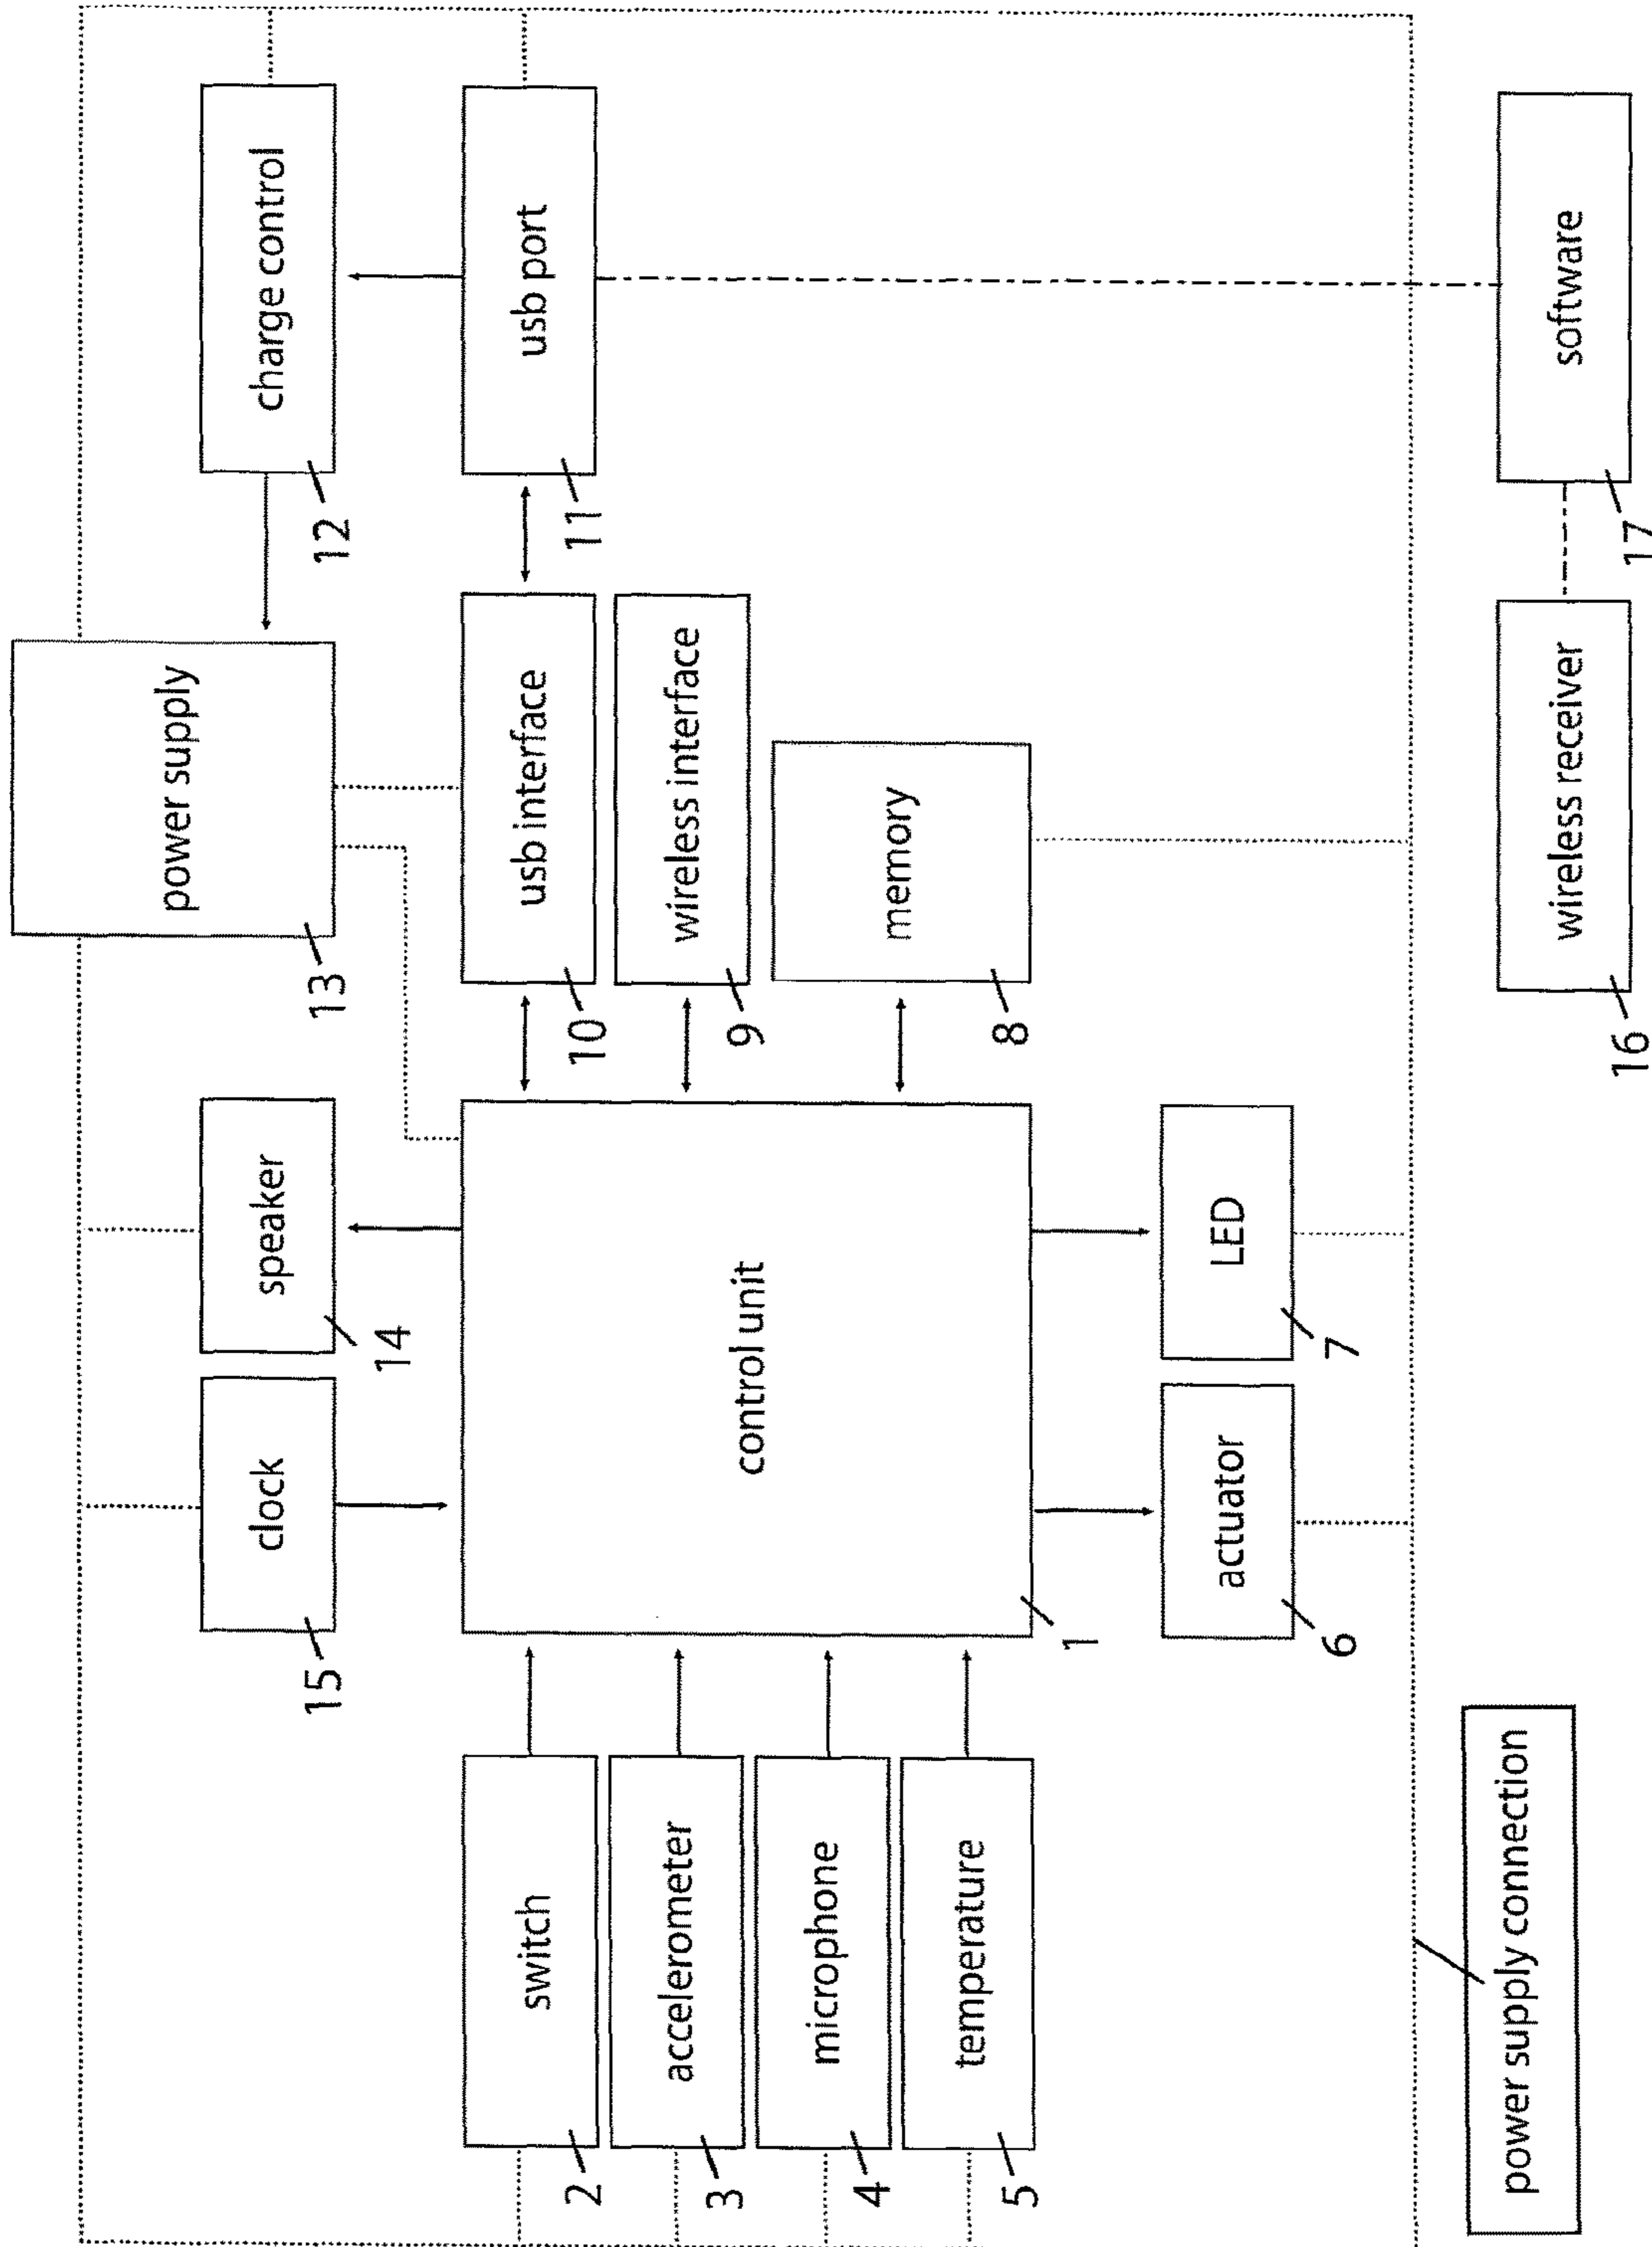 power supply
clock
speaker
charge control
15
14
13
12
switch
usb interface
usb port
2
10
11
accelerometer
wireless interface
3
9
control unit
microphone
memory
4
8
temperature
5
1
actuator
LED
6
7
power supply connection
wireless receiver
software
16
17